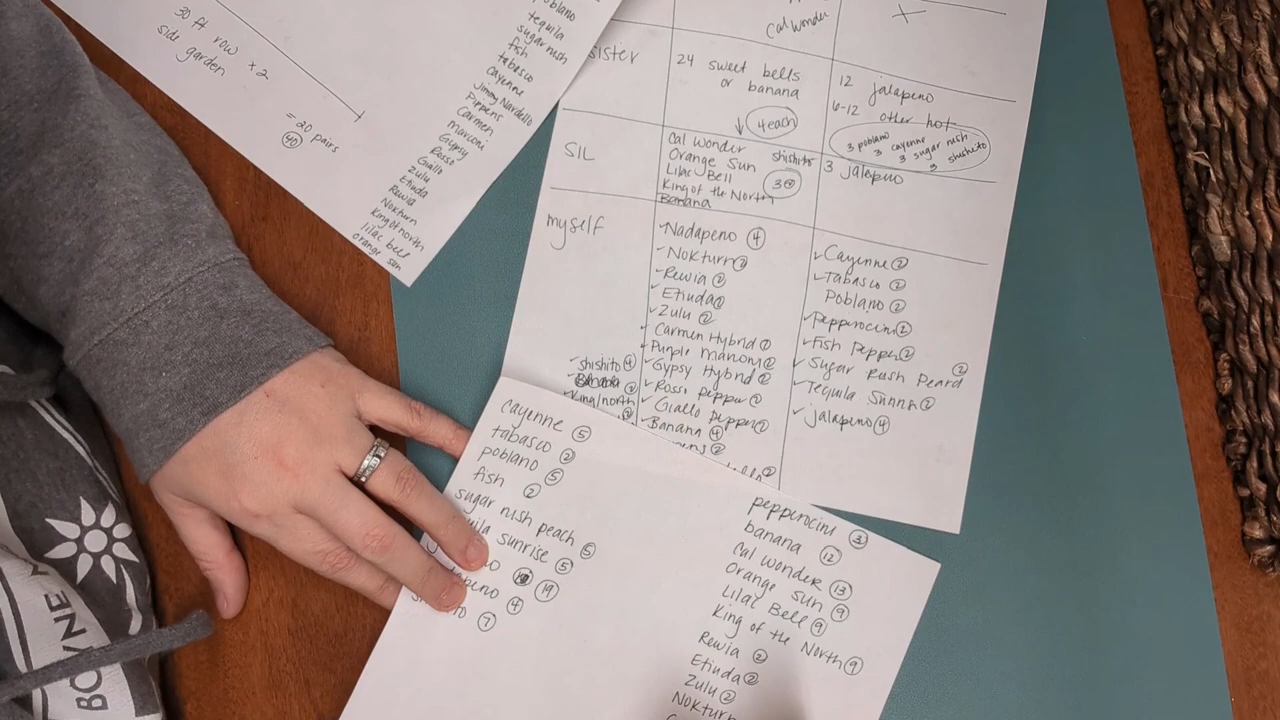 30 ft row x 2
side garden
= 20 pairs
40
poblano
tequila
sugar rush
fish
tabasco
Cayenne
Jimmy Nardello
Pippens
Carmen
marconi
Gypsy
Rossi
Giallo
Zulu
Etiuda
Rewia
Nokturn
King of north
lilac bell
orange sun
Cal Wonder
X
sister
24 sweet bells
or banana
4 each
12 jalapeno
6-12 other hot
3 poblano
3 cayenne
3 sugar rush
3 shishito
SIL
Cal wonder
Orange Sun shishito
Lilac Bell
King of the North
Banana
3
3 jalapeno
myself
Nadapeno 4
Nokturn 2
Rewia 2
Etiuda 2
Zulu 2
Carmen Hybrid 2
Purple marconi 2
Gypsy Hybrid 2
Rossi pepper 2
Giallo pepper 2
Banana 4
2
2
shishito 4
Banana
King/north
Cayenne 2
Tabasco 2
Poblano 2
Pepperocini 2
Fish Pepper 2
Sugar Rush Peach 2
Tequila Sunrise 2
jalapeno 4
cayenne 5
tabasco 2
poblano 5
fish 2
sugar rush peach 5
sunrise 5
19
4
7
pepperocini 3
banana 12
Cal Wonder 13
Orange Sun 9
Lilac Bell 9
King of the North 9
Rewia 2
Etiuda 2
Zulu 2
Nokturn
BOYNE M